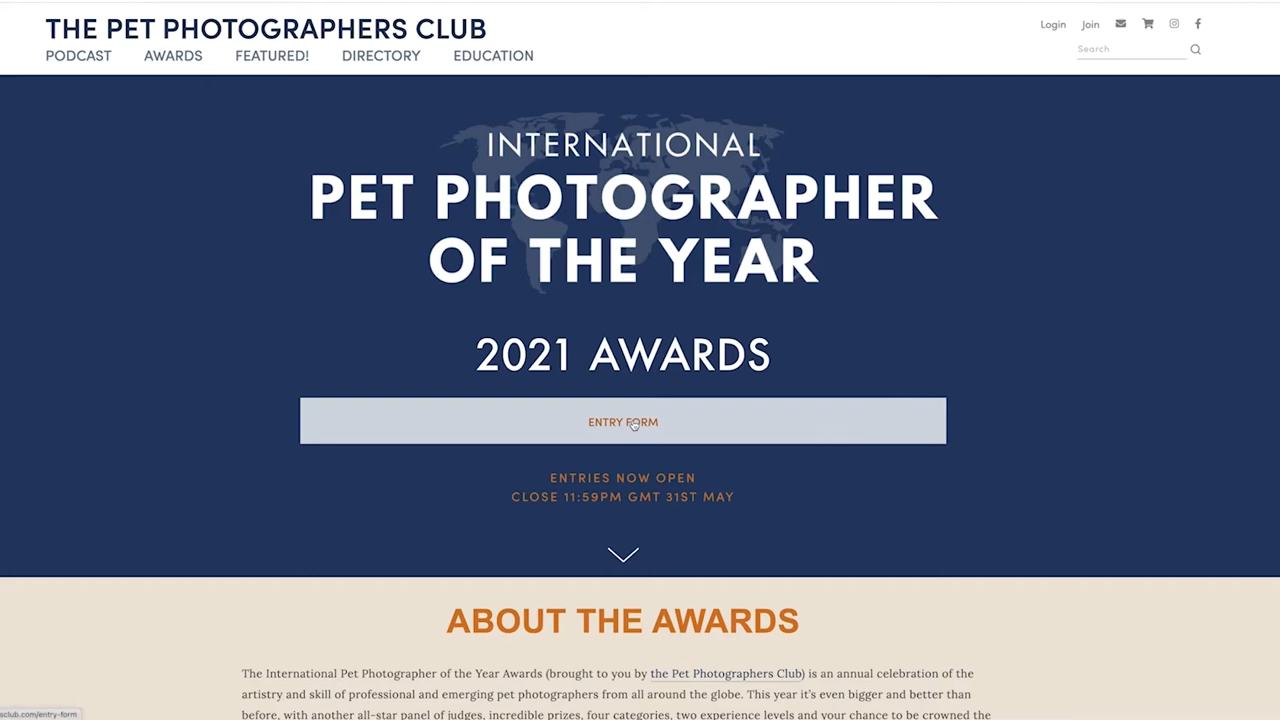 THE PET PHOTOGRAPHERS CLUB
Login Join
PODCAST AWARDS FEATURED! DIRECTORY EDUCATION
Search
INTERNATIONAL
PET PHOTOGRAPHER
OF THE YEAR
2021 AWARDS
ENTRY FORM
ENTRIES NOW OPEN
CLOSE 11:59PM GMT 31ST MAY
ABOUT THE AWARDS
The International Pet Photographer of the Year Awards (brought to you by the Pet Photographers Club) is an annual celebration of the
artistry and skill of professional and emerging pet photographers from all around the globe. This year it's even bigger and better than
before, with another all-star panel of judges, incredible prizes, four categories, two experience levels and your chance to be crowned the
sclub.com/entry-form